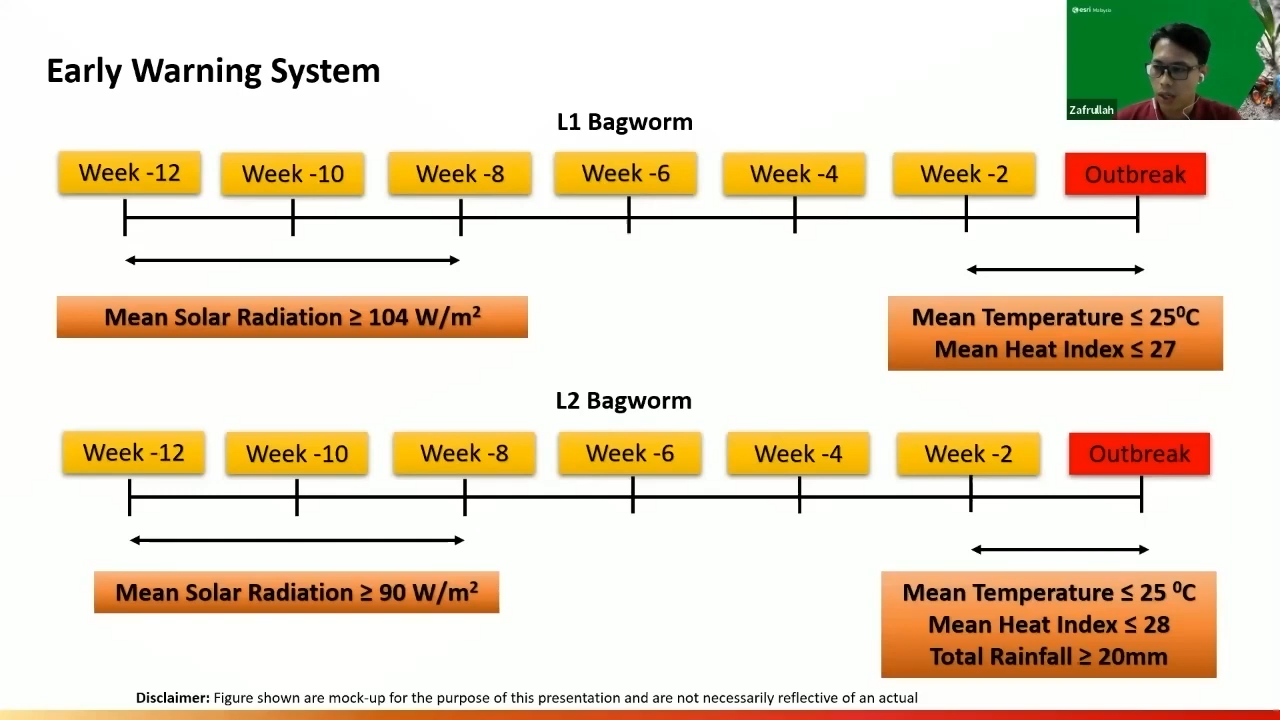 esri Malaysia
Early Warning System
Zafrullah
L1 Bagworm
Week -12 Week -10 Week -8 Week -6 Week -4 Week -2 Outbreak
Mean Solar Radiation ≥ 104 W/m²
Mean Temperature ≤ 25⁰C
Mean Heat Index ≤ 27
L2 Bagworm
Week -12 Week -10 Week -8 Week -6 Week -4 Week -2 Outbreak
Mean Solar Radiation ≥ 90 W/m²
Mean Temperature ≤ 25 ⁰C
Mean Heat Index ≤ 28
Total Rainfall ≥ 20mm
Disclaimer: Figure shown are mock-up for the purpose of this presentation and are not necessarily reflective of an actual